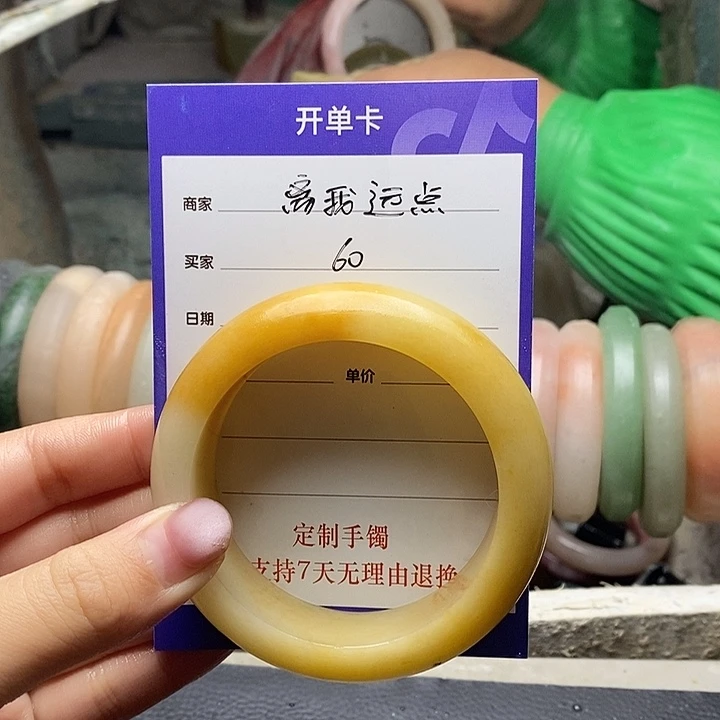 开单卡
商家 离我远点
买家 60
日期
单价
定制手镯
支持7天无理由退换